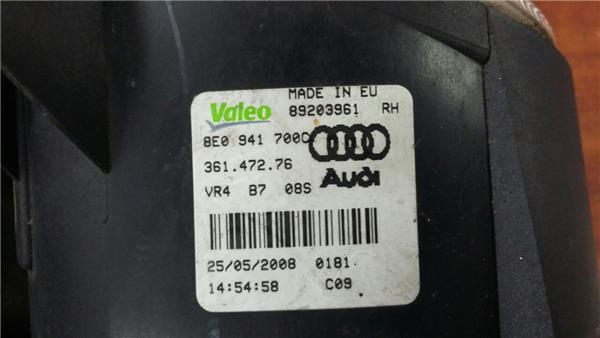 MADE IN EU
Valeo 89203961 RH
8E0 941 700C
361.472.76
VR4 B7 08S
Audi
25/05/2008 0181
14:54:58 C09